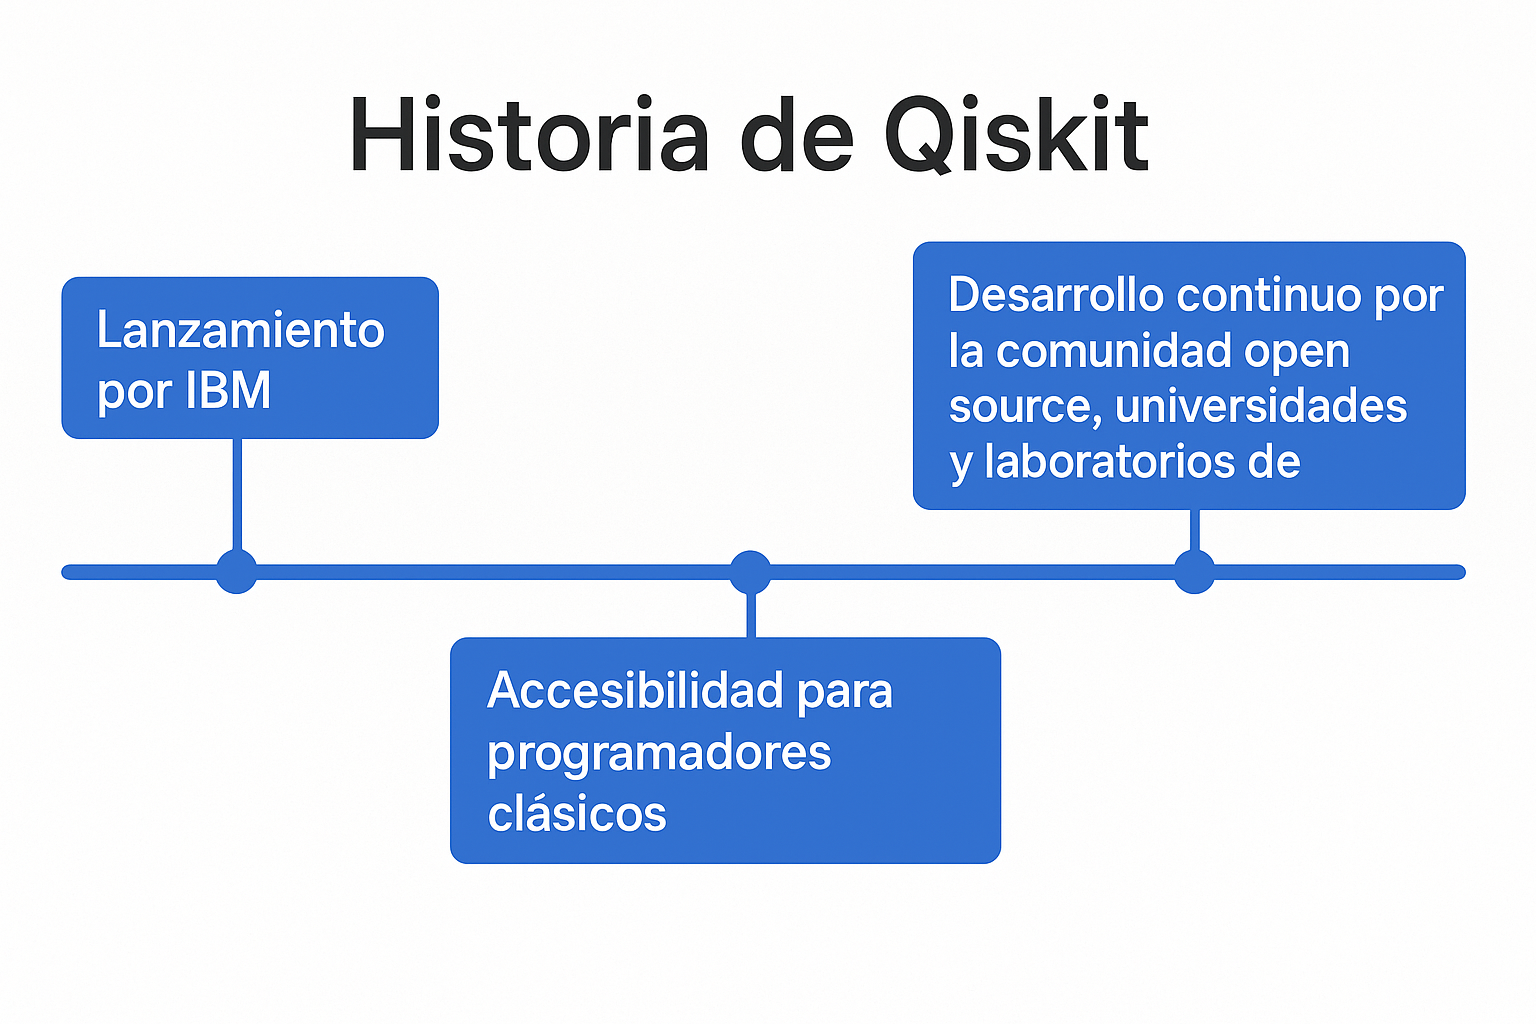 Historia de Qiskit
Lanzamiento
por IBM
Desarrollo continuo por
la comunidad open
source, universidades
y laboratorios de
Accesibilidad para
programadores
clásicos